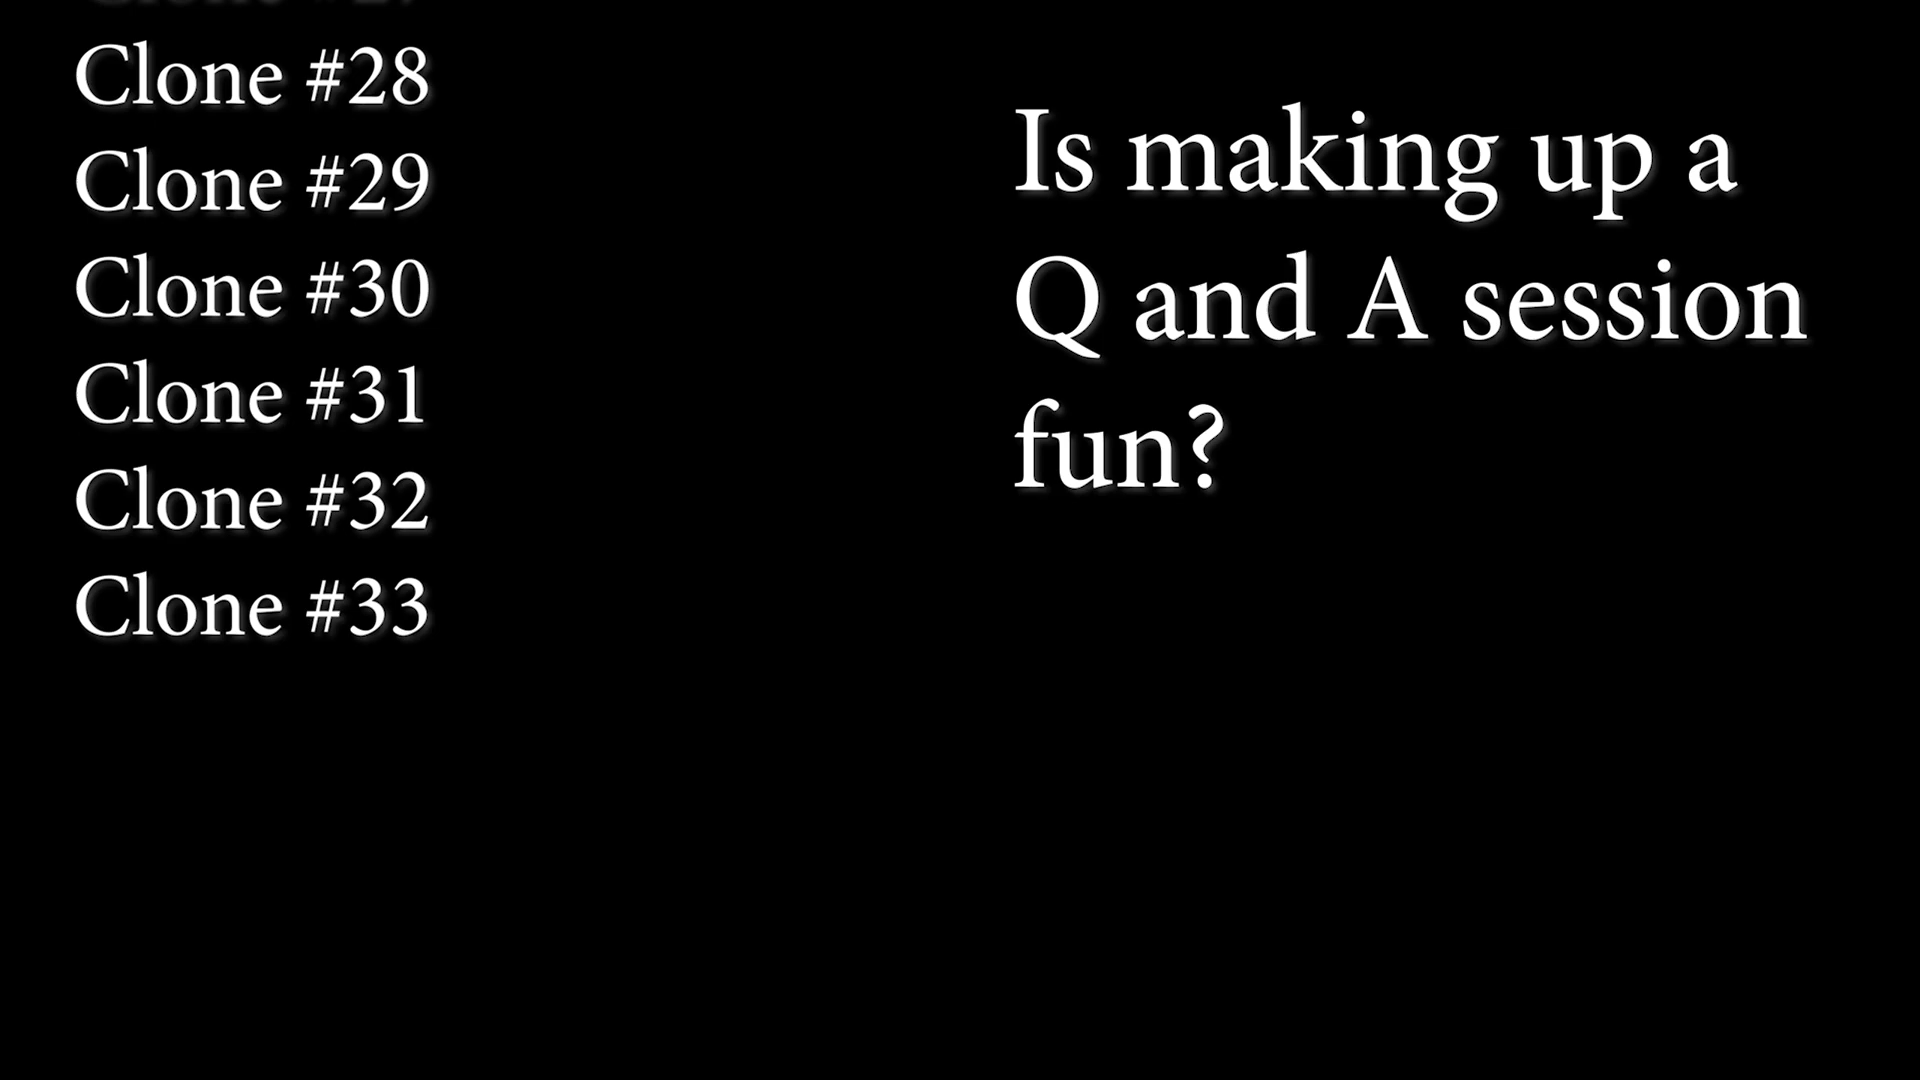 Clone #28
Clone #29
Clone #30
Clone #31
Clone #32
Clone #33
Is making up a
Q and A session
fun?